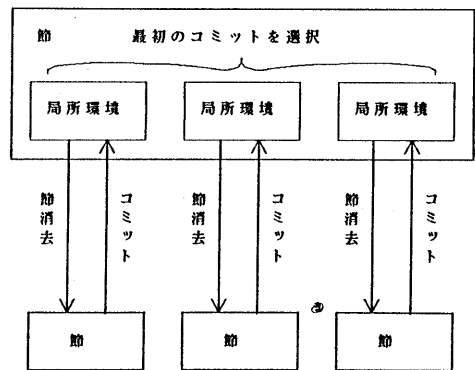 節 最初のコミットを選択
局所環境 局所環境 局所環境
節消去 コミット 節消去 コミット 節消去 コミット
節 節 節